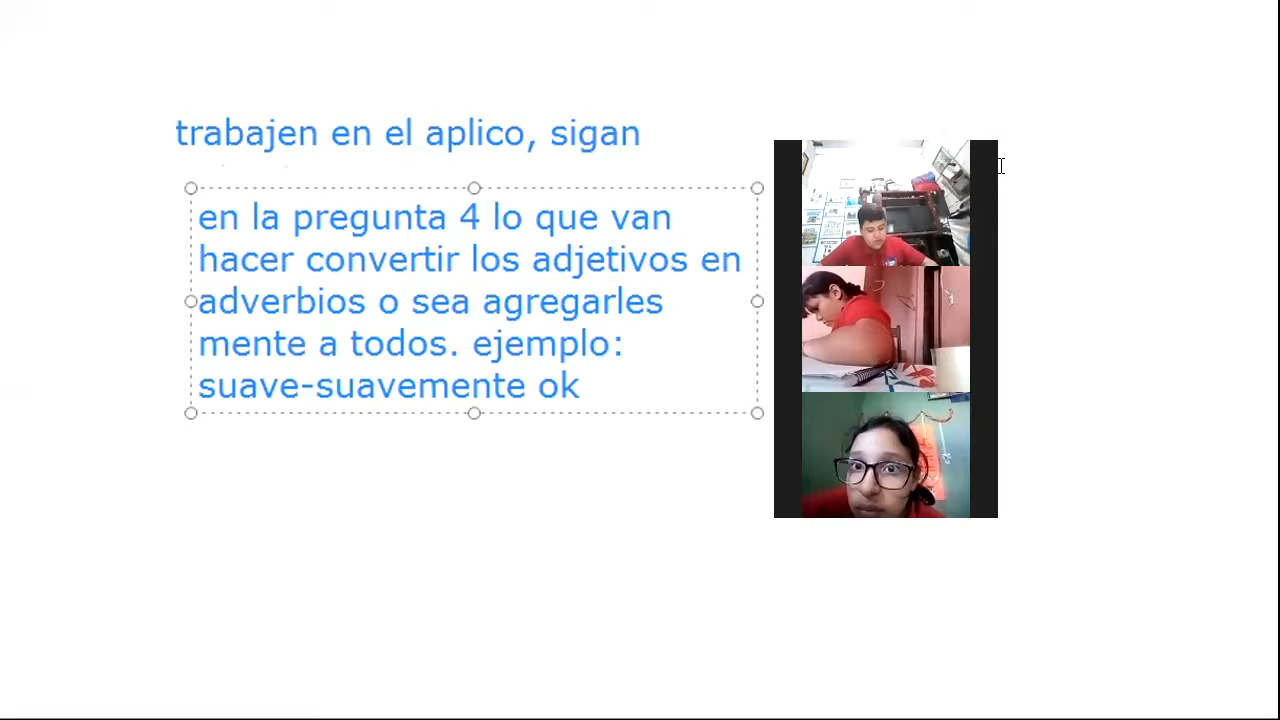 trabajen en el aplico, sigan
en la pregunta 4 lo que van
hacer convertir los adjetivos en
adverbios o sea agregarles
mente a todos. ejemplo:
suave-suavemente ok